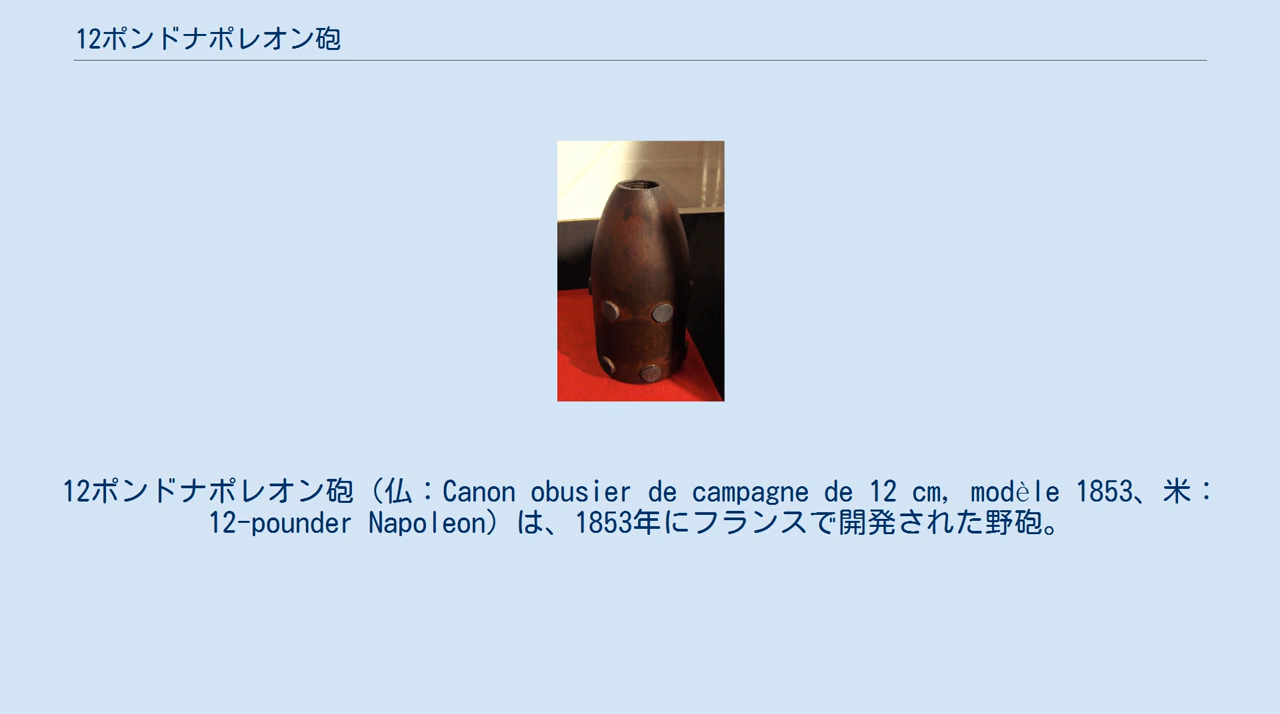 12ポンドナポレオン砲
12ポンドナポレオン砲（仏：Canon obusier de campagne de 12 cm, modèle 1853、米：
12-pounder Napoleon）は、1853年にフランスで開発された野砲。